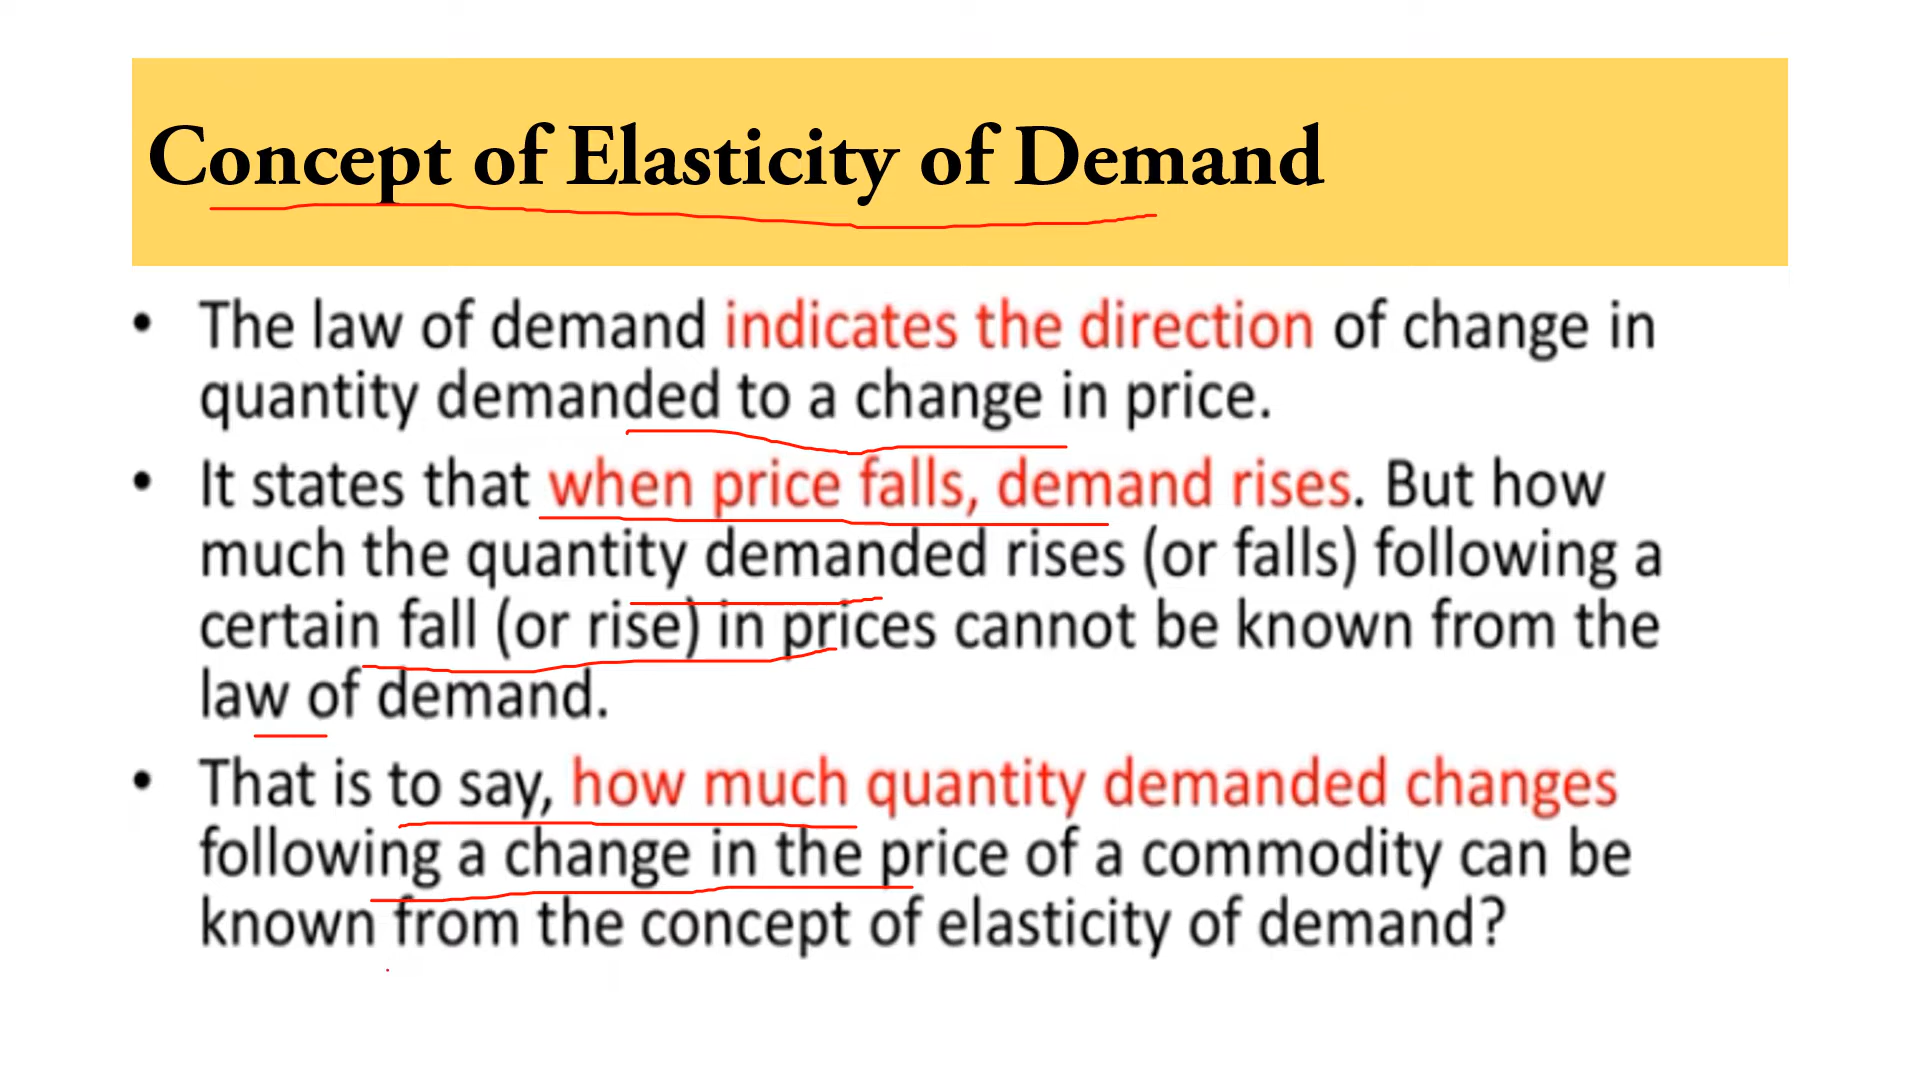 Concept of Elasticity of Demand
• The law of demand indicates the direction of change in
quantity demanded to a change in price.
• It states that when price falls, demand rises. But how
much the quantity demanded rises (or falls) following a
certain fall (or rise) in prices cannot be known from the
law of demand.
• That is to say, how much quantity demanded changes
following a change in the price of a commodity can be
known from the concept of elasticity of demand?